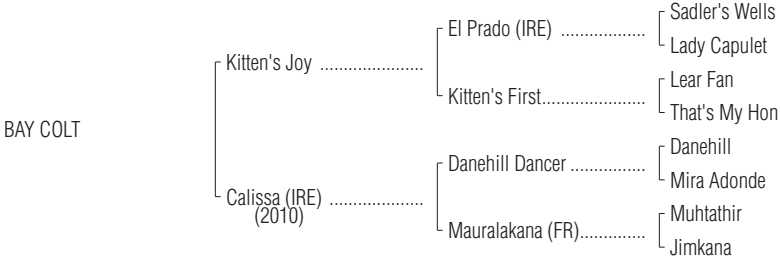 Sadler's Wells
El Prado (IRE) ...................
Lady Capulet
Kitten's Joy .......................
Lear Fan
Kitten's First.......................
That's My Hon
BAY COLT
Danehill
Danehill Dancer .................
Mira Adonde
Calissa (IRE) .....................
(2010)
Muhtathir
Mauralakana (FR)..............
Jimkana